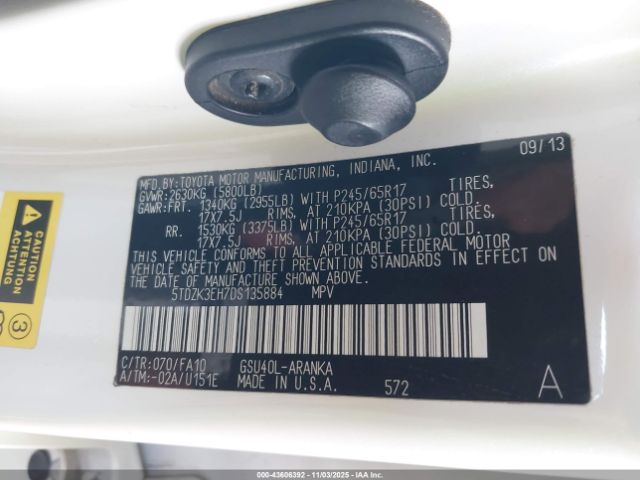 MFD. BY: TOYOTA MOTOR MANUFACTURING, INDIANA, INC. 09/13
GVWR: 2630KG (5800LB)
GAWR: FRT. 1340KG (2955LB) WITH P245/65R17 TIRES,
17X7.5J RIMS, AT 210KPA (30PSI) COLD.
RR. 1530KG (3375LB) WITH P245/65R17 TIRES,
17X7.5J RIMS, AT 210KPA (30PSI) COLD.
THIS VEHICLE CONFORMS TO ALL APPLICABLE FEDERAL MOTOR
VEHICLE SAFETY AND THEFT PREVENTION STANDARDS IN EFFECT ON
THE DATE OF MANUFACTURE SHOWN ABOVE.
5TDZK3EH7DS135884 MPV
C/TR: 070/FA10 GSU40L-ARANKA
A/TM: -02A/U151E MADE IN U.S.A. 572 A
3
000-43606392 - 11/03/2025 - IAAI.COM